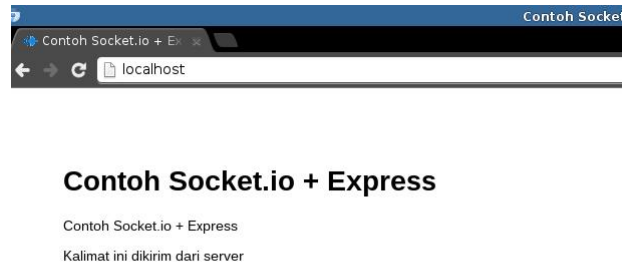 Contoh Socket
Contoh Socket.io + Ex
localhost
Contoh Socket.io + Express
Contoh Socket.io + Express
Kalimat ini dikirim dari server